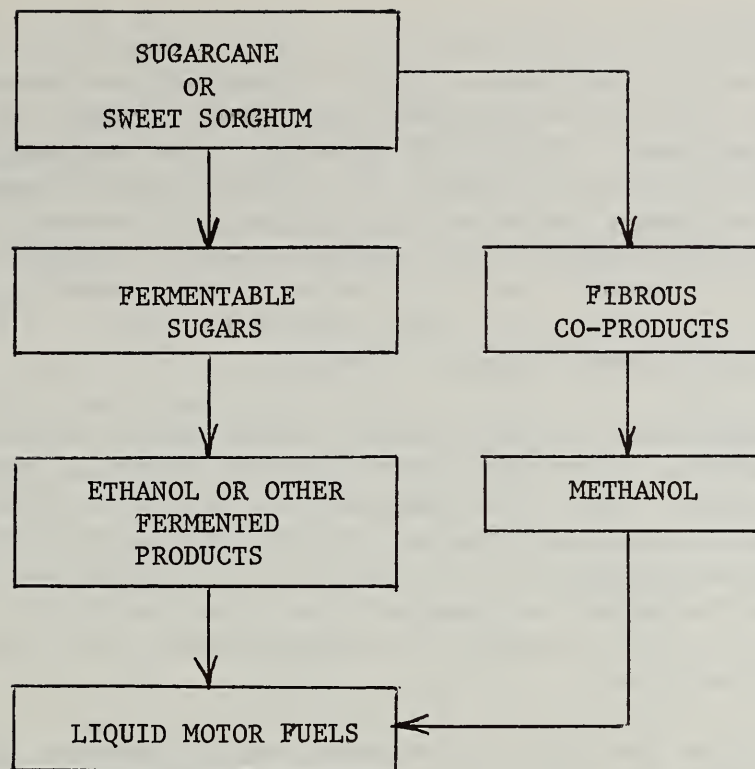 SUGARCANE
OR
SWEET SORGHUM
FERMENTABLE
SUGARS
FIBROUS
CO-PRODUCTS
ETHANOL OR OTHER
FERMENTED
PRODUCTS
METHANOL
LIQUID MOTOR FUELS